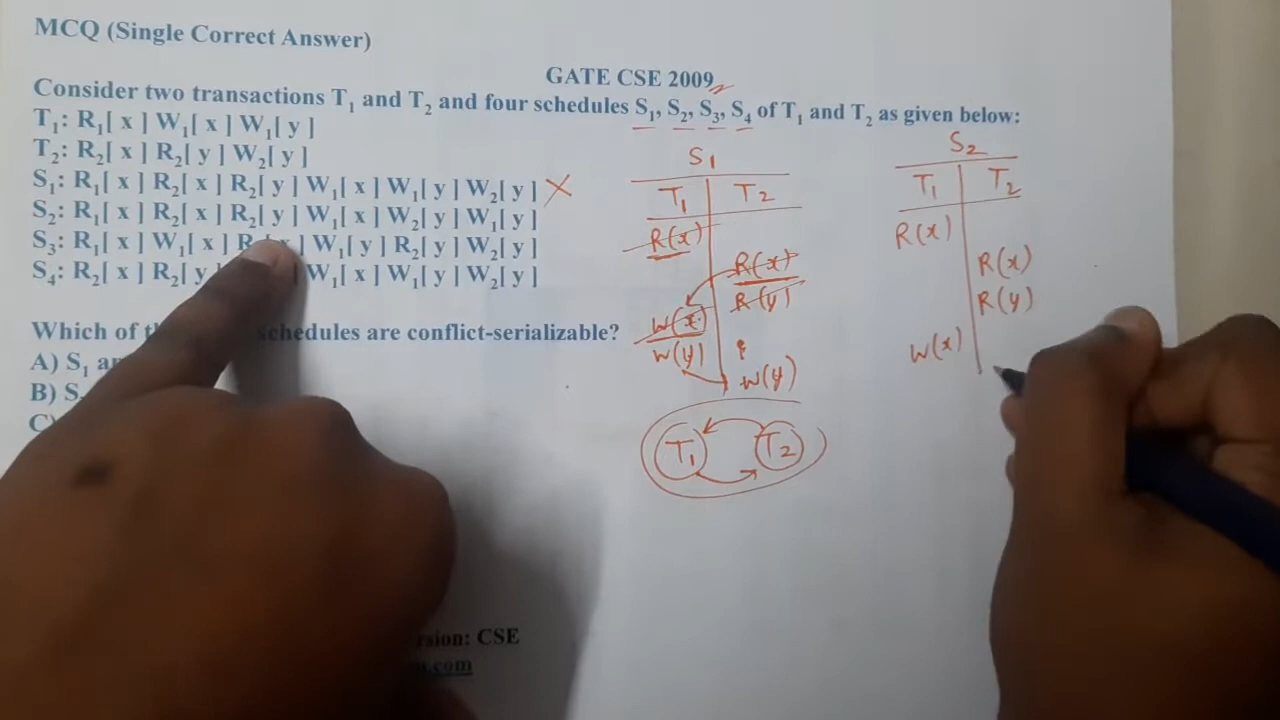 MCQ (Single Correct Answer)
GATE CSE 2009
Consider two transactions T₁ and T₂ and four schedules S₁, S₂, S₃, S₄ of T₁ and T₂ as given below:
T₁: R₁[ x ] W₁[ x ] W₁[ y ]
T₂: R₂[ x ] R₂[ y ] W₂[ y ]
S₁: R₁[ x ] R₂[ x ] R₂[ y ] W₁[ x ] W₁[ y ] W₂[ y ] X
S₂: R₁[ x ] R₂[ x ] R₂[ y ] W₁[ x ] W₂[ y ] W₁[ y ]
S₃: R₁[ x ] W₁[ x ] R₂[ x ] W₁[ y ] R₂[ y ] W₂[ y ]
S₄: R₂[ x ] R₂[ y ] W₁[ x ] W₁[ y ] W₂[ y ]
Which of schedules are conflict-serializable?
A) S₁
B) S
C)
CSE
.com
S₁
T₁ T₂
R(x)
R(x)
R(y)
W(x)
W(y)
W(y)
T₁ T₂
S₂
T₁ T₂
R(x)
R(x)
R(y)
W(x)